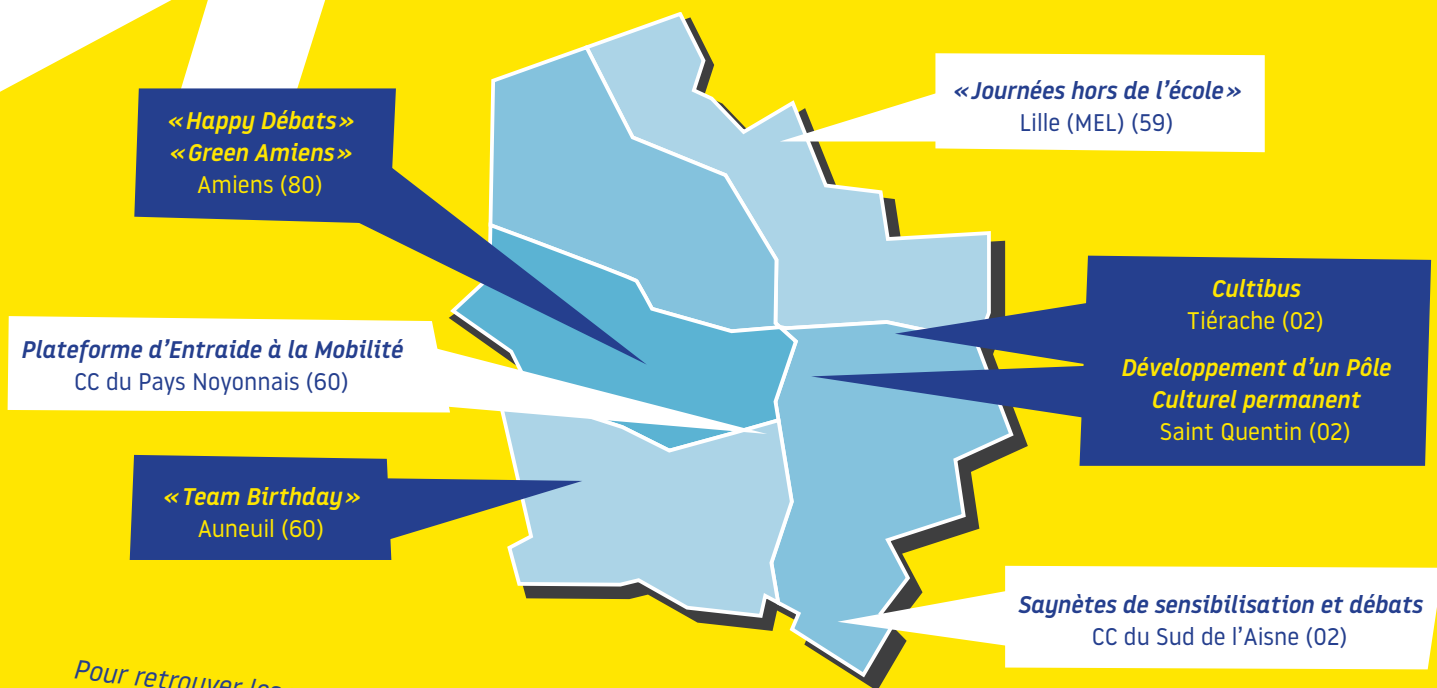 «Journées hors de l'école»
Lille (MEL) (59)
«Happy Débats»
«Green Amiens»
Amiens (80)
Cultibus
Tiérache (02)
Développement d'un Pôle
Culturel permanent
Saint Quentin (02)
Plateforme d'Entraide à la Mobilité
CC du Pays Noyonnais (60)
«Team Birthday»
Auneuil (60)
Saynètes de sensibilisation et débats
CC du Sud de l'Aisne (02)
Pour retrouver les